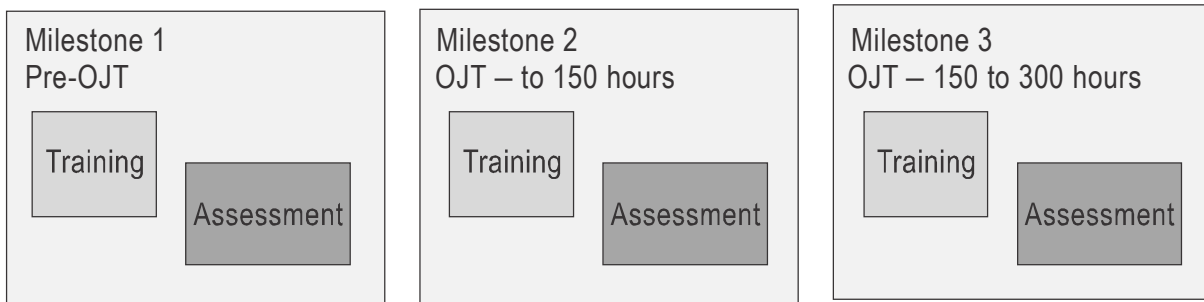 Milestone 1
Pre-OJT
Training
Assessment
Milestone 2
OJT – to 150 hours
Training
Assessment
Milestone 3
OJT – 150 to 300 hours
Training
Assessment